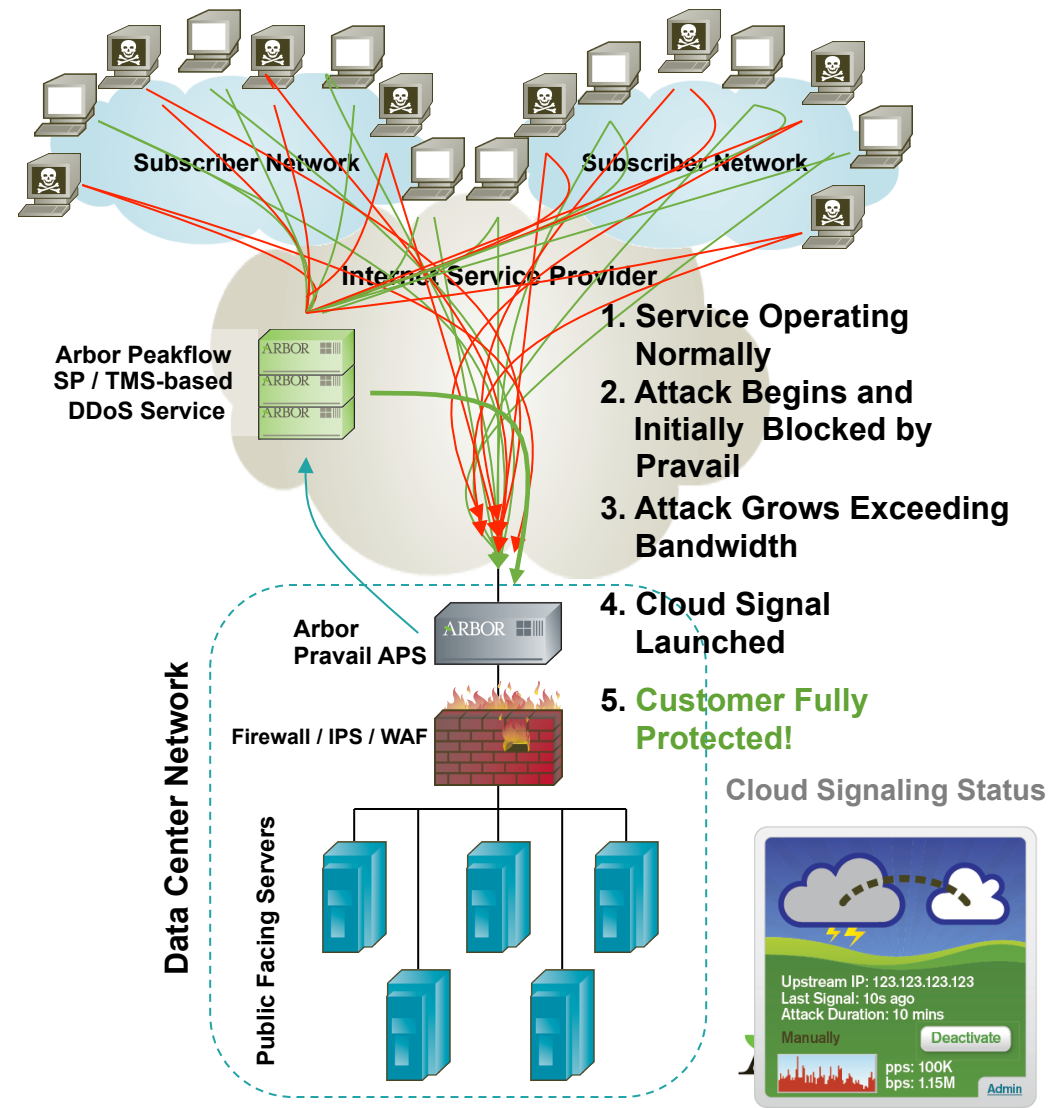 Subscriber Network
Subscriber Network
Internet Service Provider
Arbor Peakflow
SP / TMS-based
DDoS Service
ARBOR
ARBOR
ARBOR
1. Service Operating
Normally
2. Attack Begins and
Initially Blocked by
Pravail
3. Attack Grows Exceeding
Bandwidth
4. Cloud Signal
Launched
5. Customer Fully
Protected!
Arbor
Pravail APS
ARBOR
Firewall / IPS / WAF
Data Center Network
Public Facing Servers
Cloud Signaling Status
Upstream IP: 123.123.123.123
Last Signal: 10s ago
Attack Duration: 10 mins
Manually
Deactivate
pps: 100K
bps: 1.15M
Admin